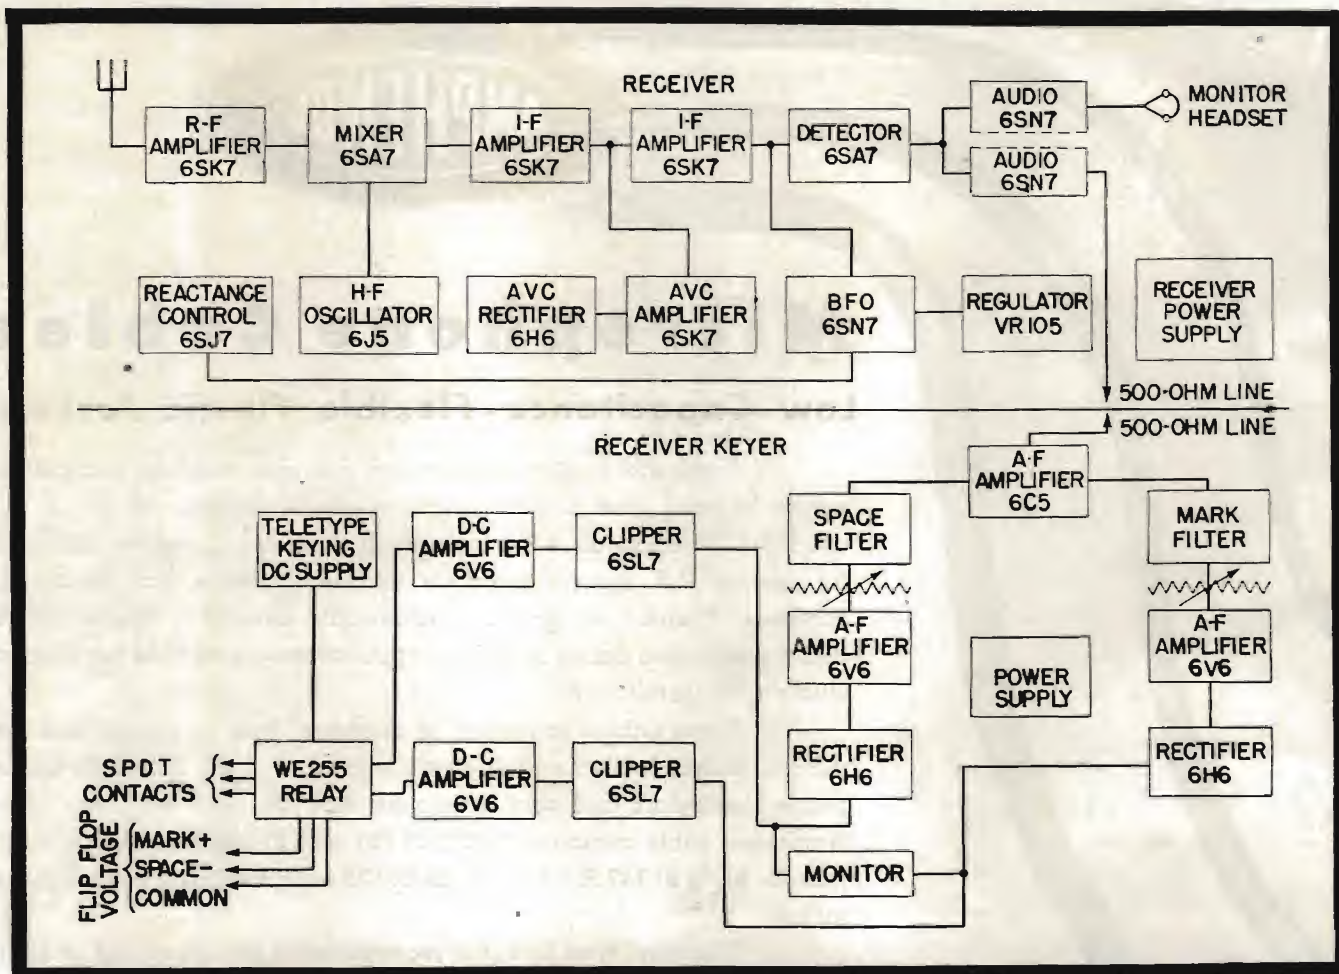 RECEIVER
R-F
AMPLIFIER
6SK7
MIXER
6SA7
I-F
AMPLIFIER
6SK7
I-F
AMPLIFIER
6SK7
DETECTOR
6SA7
AUDIO
6SN7
MONITOR
HEADSET
AUDIO
6SN7
REACTANCE
CONTROL
6SJ7
H-F
OSCILLATOR
6J5
AVC
RECTIFIER
6H6
AVC
AMPLIFIER
6SK7
BFO
6SN7
REGULATOR
VR105
RECEIVER
POWER
SUPPLY
500-OHM LINE
500-OHM LINE
RECEIVER KEYER
A-F
AMPLIFIER
6C5
TELETYPE
KEYING
DC SUPPLY
D-C
AMPLIFIER
6V6
CLIPPER
6SL7
SPACE
FILTER
MARK
FILTER
A-F
AMPLIFIER
6V6
POWER
SUPPLY
A-F
AMPLIFIER
6V6
SPDT
CONTACTS
WE255
RELAY
D-C
AMPLIFIER
6V6
CLIPPER
6SL7
RECTIFIER
6H6
RECTIFIER
6H6
FLIP FLOP
VOLTAGE
MARK+
SPACE-
COMMON
MONITOR